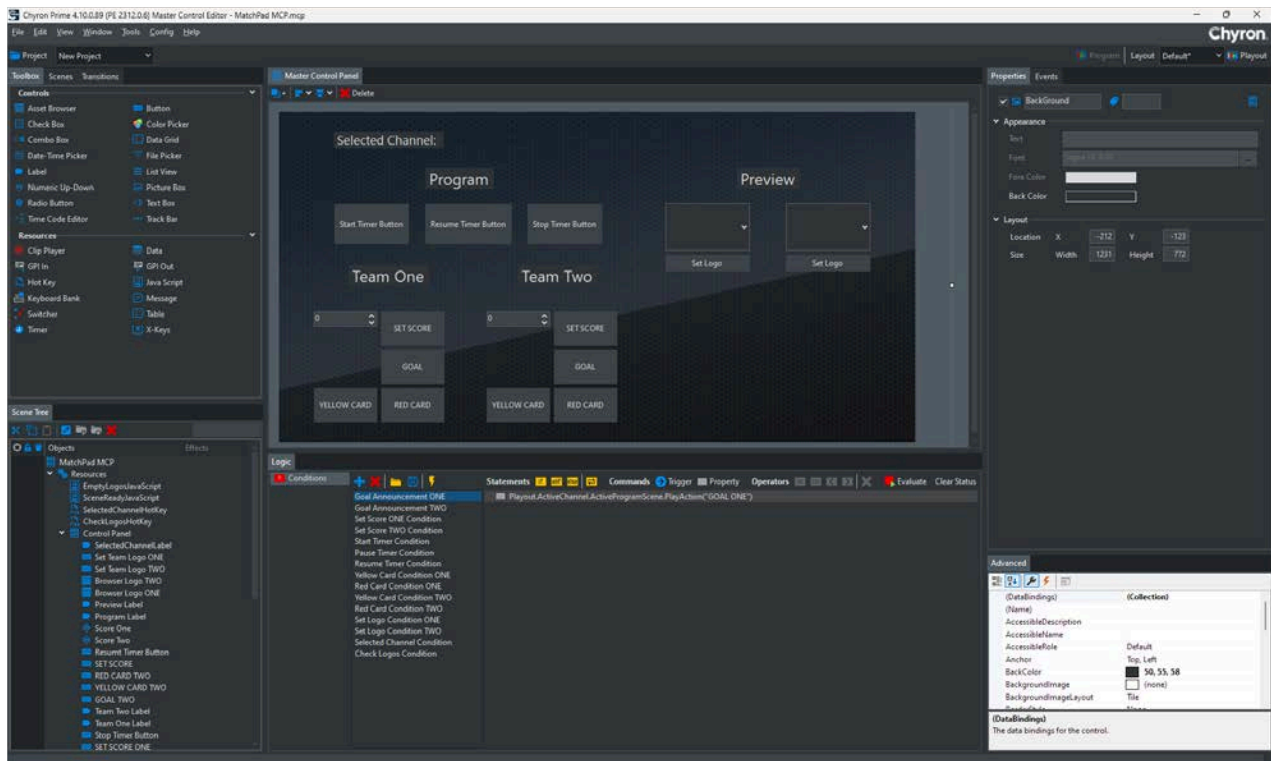 Chyron Prime 4.10.0.89 (PE 2312.0.6) Master Control Editor - MatchPad MCP.mcp
File Edit View Window Tools Config Help
Chyron
Project New Project
Program Layout Default* Playout
Toolbox Scenes Transitions
Controls
Asset Browser Button
Check Box Color Picker
Combo Box Data Grid
Date-Time Picker File Picker
Label List View
Numeric Up-Down Picture Box
Radio Button Text Box
Time Code Editor Track Bar
Resources
Clip Player Data
GPI In GPI Out
Hot Key Java Script
Keyboard Bank Message
Switcher Table
Timer X-Keys
Scene Tree
Objects Effects
MatchPad MCP
Resources
EmptyLogosJavaScript
SceneReadyJavaScript
SelectedChannelHotKey
CheckLogosHotKey
Control Panel
SelectedChannelLabel
Set Team Logo ONE
Set Team Logo TWO
Browser Logo TWO
Browser Logo ONE
Preview Label
Program Label
Score One
Score Two
Resumt Timer Button
SET SCORE
RED CARD TWO
YELLOW CARD TWO
GOAL TWO
Team Two Label
Team One Label
Stop Timer Button
SET SCORE ONE
Master Control Panel
Delete
Selected Channel:
Program Preview
Start Timer Button Resume Timer Button Stop Timer Button
Set Logo Set Logo
Team One Team Two
0 SET SCORE 0 SET SCORE
GOAL GOAL
YELLOW CARD RED CARD YELLOW CARD RED CARD
Logic
Conditions
Statements Commands Trigger Property Operators Evaluate Clear Status
Goal Announcement ONE
Goal Announcement TWO
Set Score ONE Condition
Set Score TWO Condition
Start Timer Condition
Pause Timer Condition
Resume Timer Condition
Yellow Card Condition ONE
Red Card Condition ONE
Yellow Card Condition TWO
Red Card Condition TWO
Set Logo Condition ONE
Set Logo Condition TWO
Selected Channel Condition
Check Logos Condition
Playout.ActiveChannel.ActiveProgramScene.PlayAction("GOAL ONE")
Properties Events
BackGround
Appearance
Text
Font
Fore Color
Back Color
Layout
Location X -212 Y -123
Size Width 1231 Height 772
Advanced
(DataBindings) (Collection)
(Name)
AccessibleDescription
AccessibleName
AccessibleRole Default
Anchor Top, Left
BackColor 50, 55, 58
BackgroundImage (none)
BackgroundImageLayout Tile
(DataBindings)
The data bindings for the control.